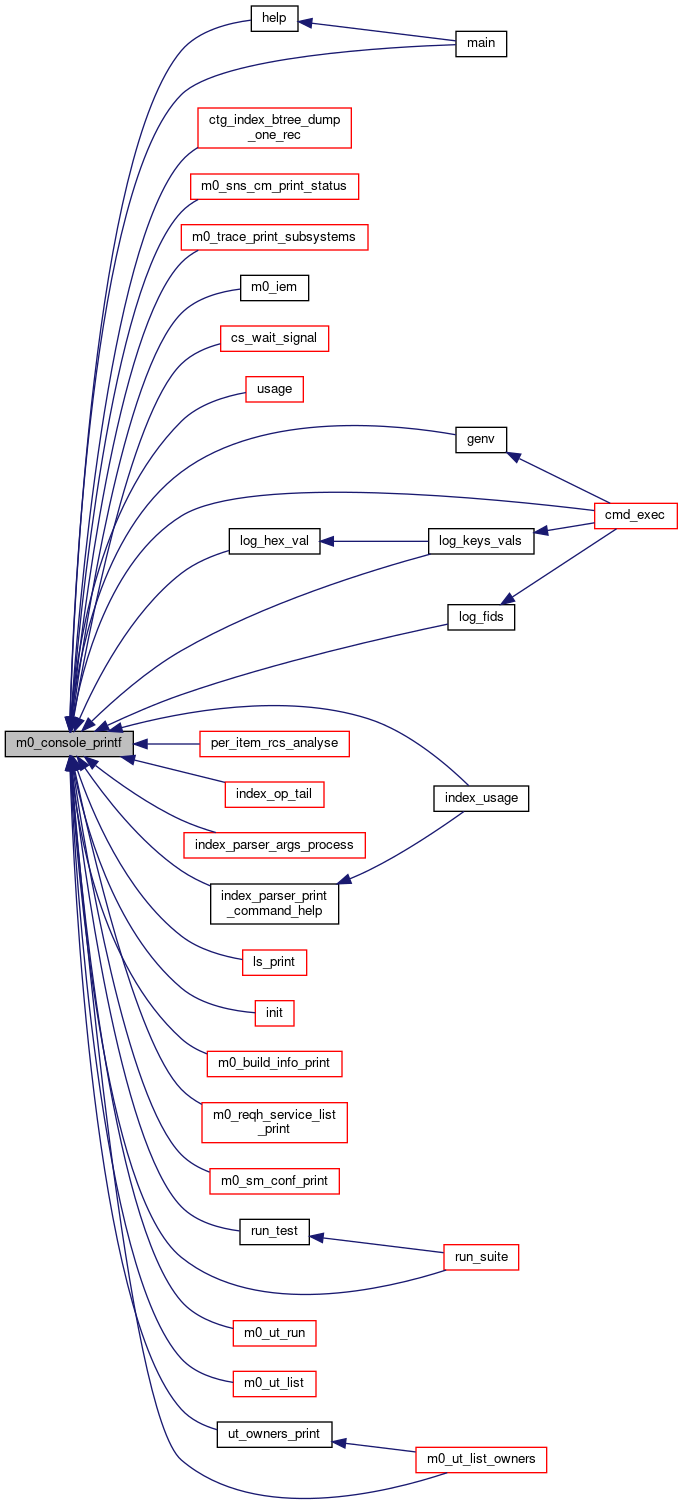 help
main
ctg_index_btree_dump
_one_rec
m0_sns_cm_print_status
m0_trace_print_subsystems
m0_iem
cs_wait_signal
usage
genv
cmd_exec
log_hex_val
log_keys_vals
log_fids
m0_console_printf
per_item_rcs_analyse
index_op_tail
index_usage
index_parser_args_process
index_parser_print
_command_help
ls_print
init
m0_build_info_print
m0_reqh_service_list
_print
m0_sm_conf_print
run_test
run_suite
m0_ut_run
m0_ut_list
ut_owners_print
m0_ut_list_owners